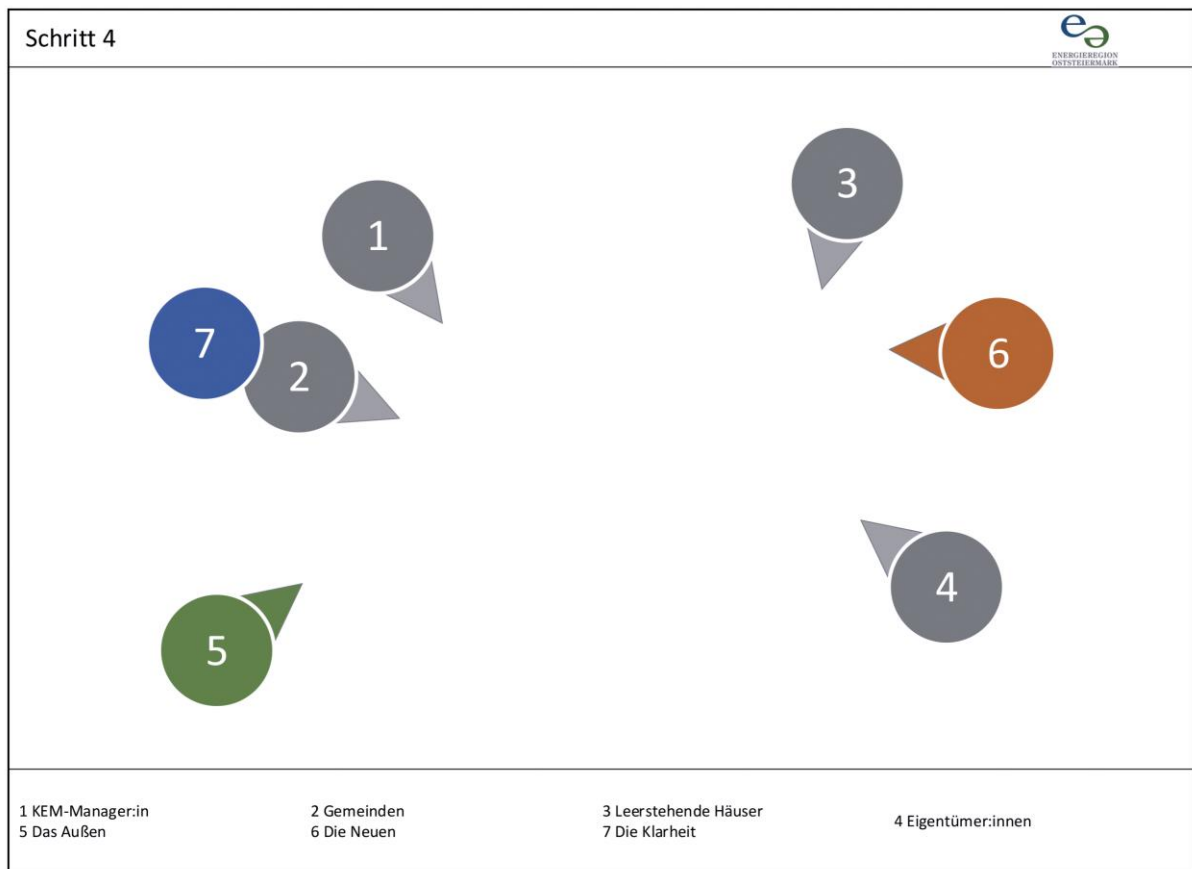 Schritt 4
ENERGIEREGION
OSTSTEIERMARK
1
3
7
2
6
5
4
1 KEM-Manager:in
2 Gemeinden
3 Leerstehende Häuser
4 Eigentümer:innen
5 Das Außen
6 Die Neuen
7 Die Klarheit